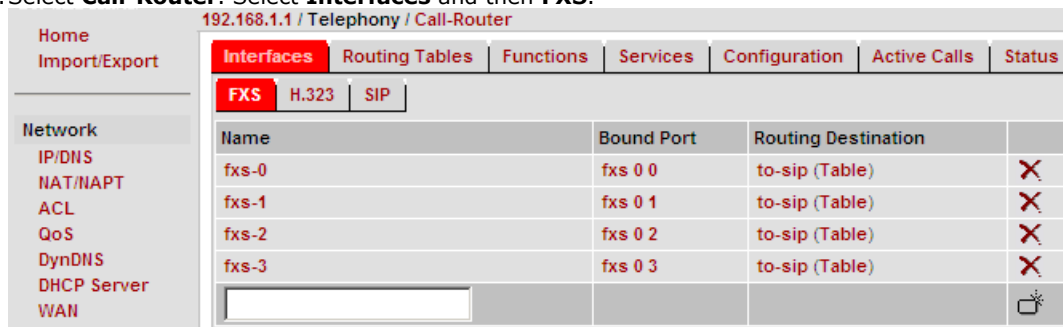 Select Call-Router. Select Interfaces and then FXS.
192.168.1.1 / Telephony / Call-Router
Home
Import/Export
Interfaces Routing Tables Functions Services Configuration Active Calls Status
FXS H.323 SIP
Network
IP/DNS
NAT/NAPT
ACL
QoS
DynDNS
DHCP Server
WAN
Name Bound Port Routing Destination
fxs-0 fxs 0 0 to-sip (Table)
fxs-1 fxs 0 1 to-sip (Table)
fxs-2 fxs 0 2 to-sip (Table)
fxs-3 fxs 0 3 to-sip (Table)